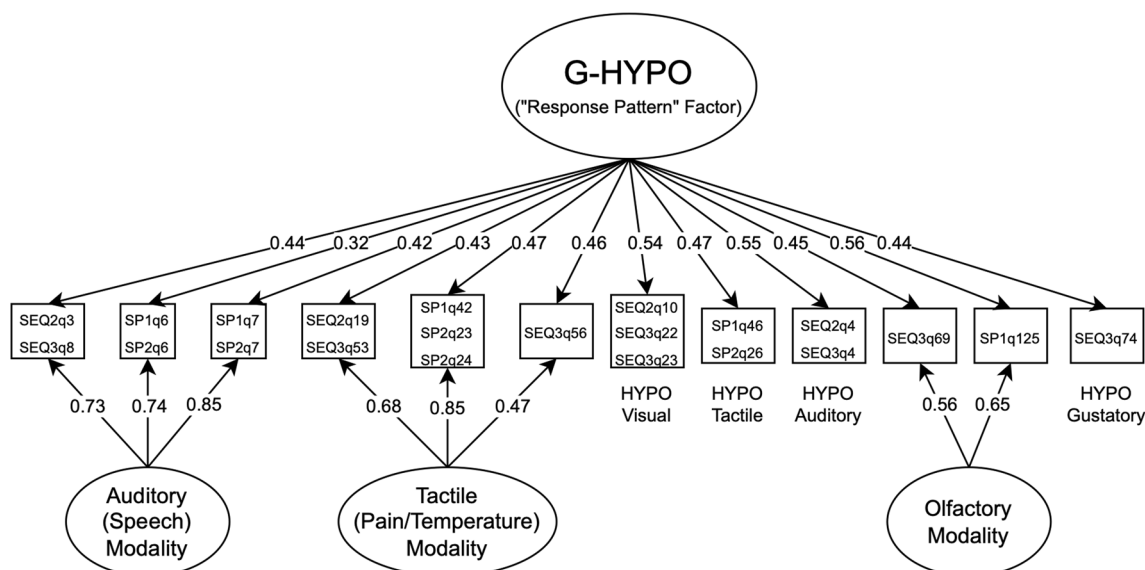 G-HYPO
("Response Pattern" Factor)
0.44
0.32
0.42
0.43
0.47
0.46
0.54
0.47
0.55
0.45
0.56
0.44
SEQ2q3
SEQ3q8
SP1q6
SP2q6
SP1q7
SP2q7
SEQ2q19
SEQ3q53
SP1q42
SP2q23
SP2q24
SEQ3q56
SEQ2q10
SEQ3q22
SEQ3q23
SP1q46
SP2q26
SEQ2q4
SEQ3q4
SEQ3q69
SP1q125
SEQ3q74
HYPO
Visual
HYPO
Tactile
HYPO
Auditory
HYPO
Gustatory
0.73
0.74
0.85
0.68
0.85
0.47
0.56
0.65
Auditory
(Speech)
Modality
Tactile
(Pain/Temperature)
Modality
Olfactory
Modality